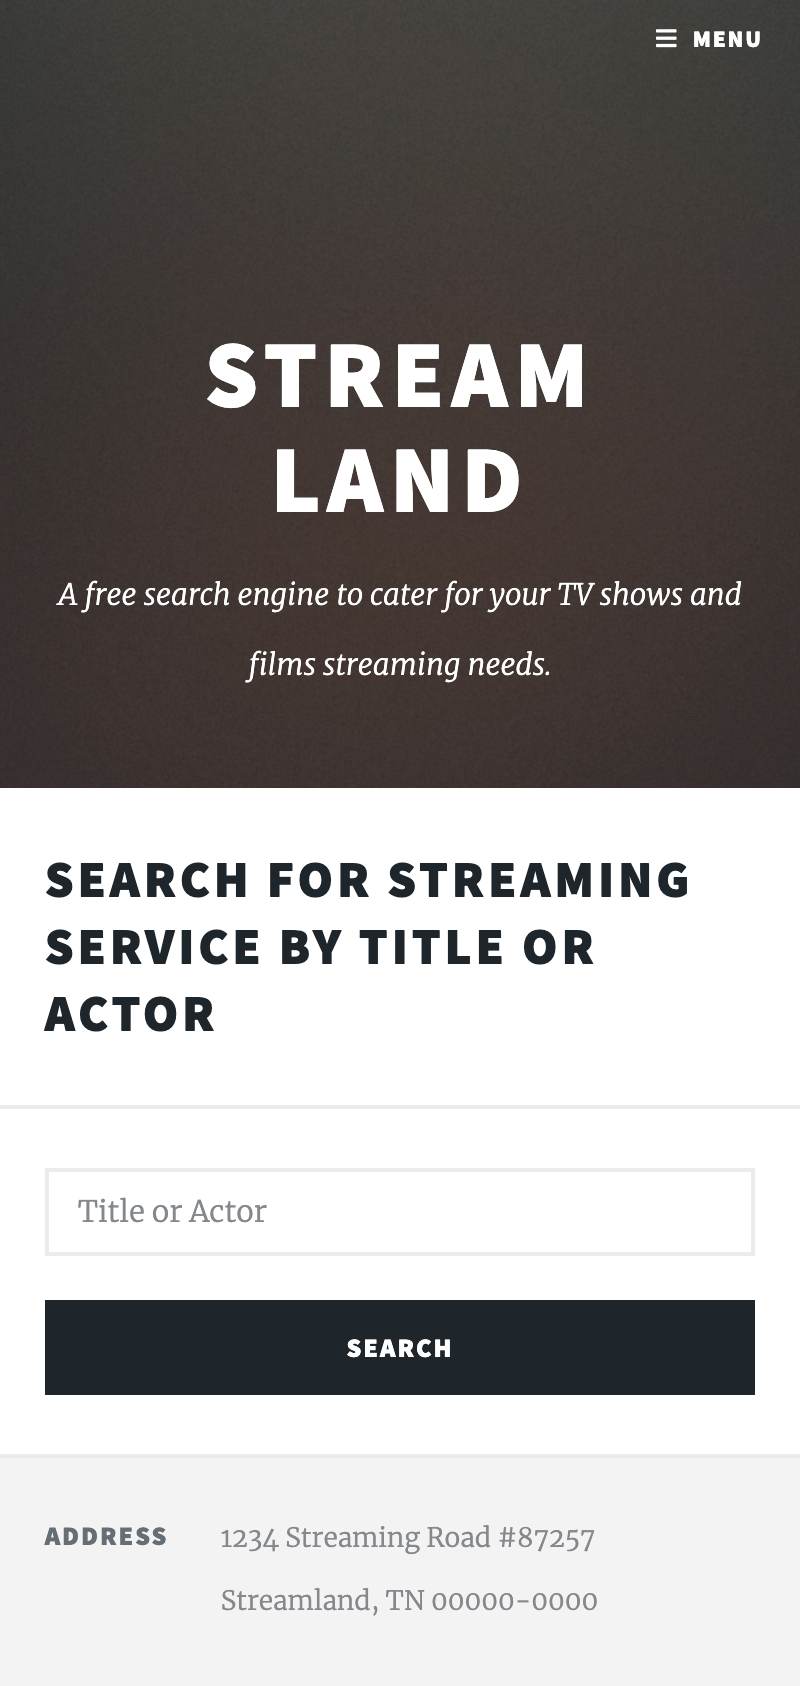 MENU
STREAM
LAND
A free search engine to cater for your TV shows and
films streaming needs.
SEARCH FOR STREAMING
SERVICE BY TITLE OR
ACTOR
Title or Actor
SEARCH
ADDRESS 1234 Streaming Road #87257
Streamland, TN 00000-0000